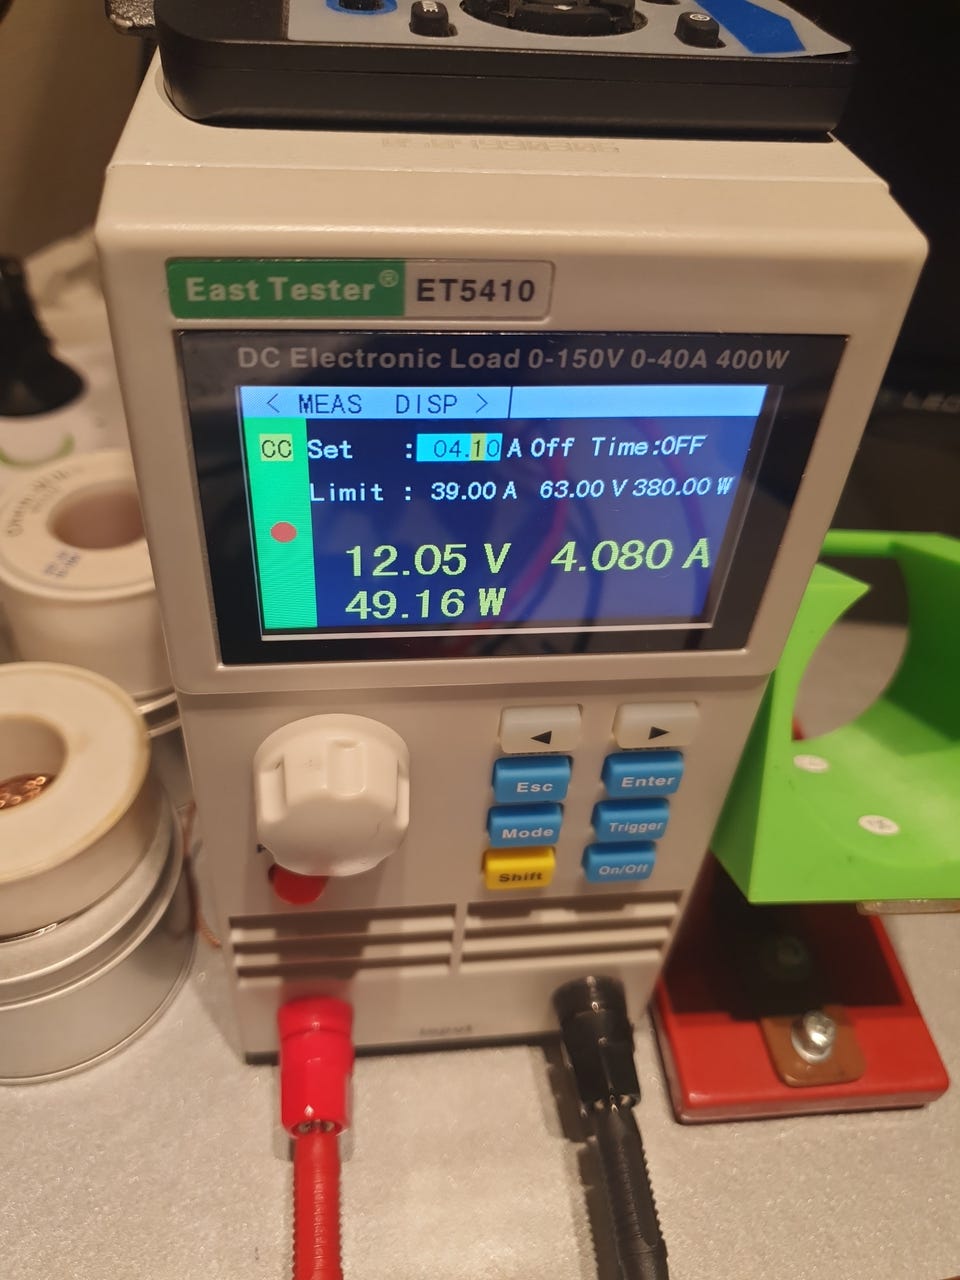 East Tester® ET5410
DC Electronic Load 0-150V 0-40A 400W
< MEAS DISP >
CC Set : 04.10 A Off Time:OFF
Limit : 39.00 A 63.00 V 380.00 W
12.05 V 4.080 A
49.16 W
◀ ▶
Esc Enter
Mode Trigger
Shift On/Off
Input